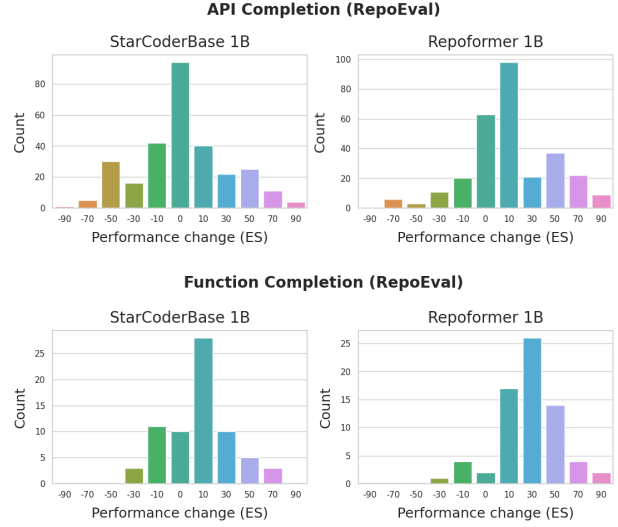 API Completion (RepoEval)
StarCoderBase 1B
Repoformer 1B
Count
80
60
40
20
0
-90 -70 -50 -30 -10 0 10 30 50 70 90
Performance change (ES)
Count
100
80
60
40
20
0
-90 -70 -50 -30 -10 0 10 30 50 70 90
Performance change (ES)
Function Completion (RepoEval)
StarCoderBase 1B
Repoformer 1B
Count
25
20
15
10
5
0
-90 -70 -50 -30 -10 0 10 30 50 70 90
Performance change (ES)
Count
25
20
15
10
5
0
-90 -70 -50 -30 -10 0 10 30 50 70 90
Performance change (ES)